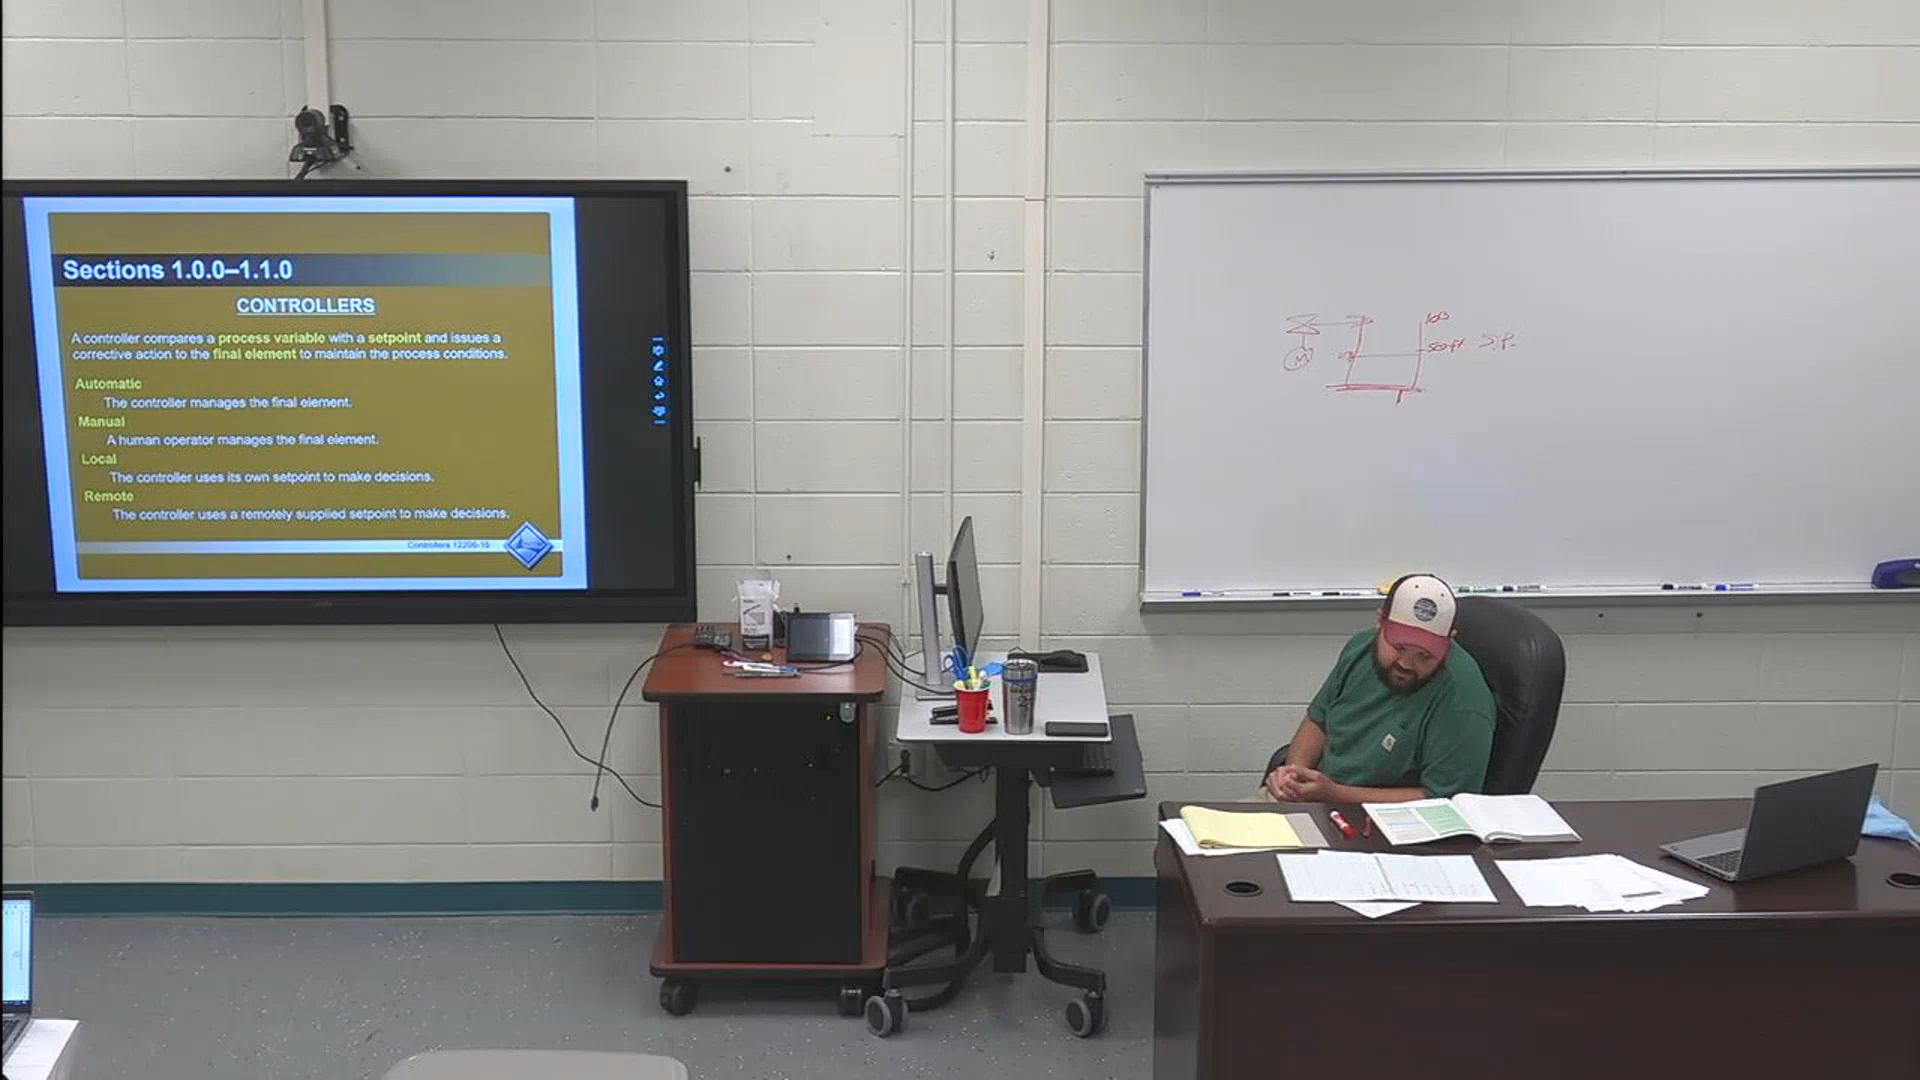 Sections 1.0.0–1.1.0
CONTROLLERS
A controller compares a process variable with a setpoint and issues a
corrective action to the final element to maintain the process conditions.
Automatic
The controller manages the final element.
Manual
A human operator manages the final element.
Local
The controller uses its own setpoint to make decisions.
Remote
The controller uses a remotely supplied setpoint to make decisions.
Controllers 12206-16
M
S.P.